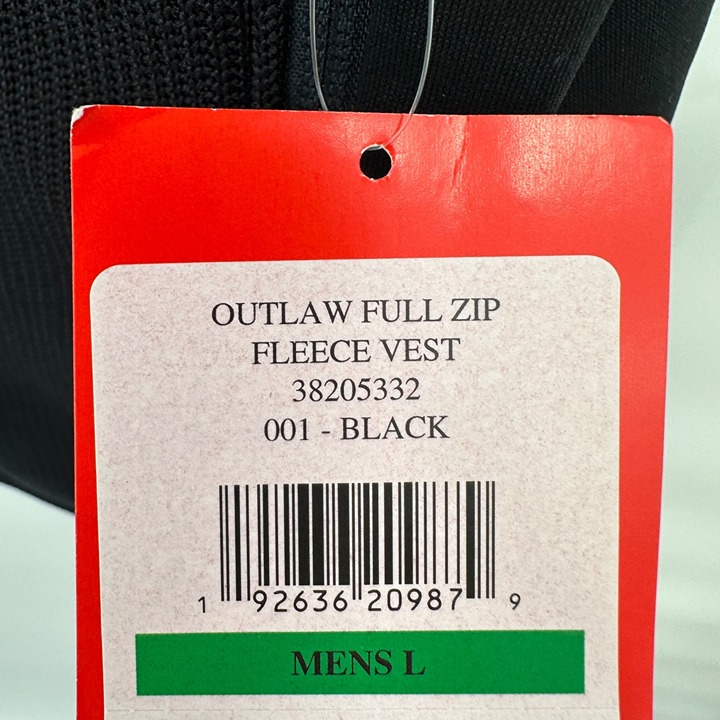 OUTLAW FULL ZIP
FLEECE VEST
38205332
001 - BLACK
1 92636 20987 9
MENS L